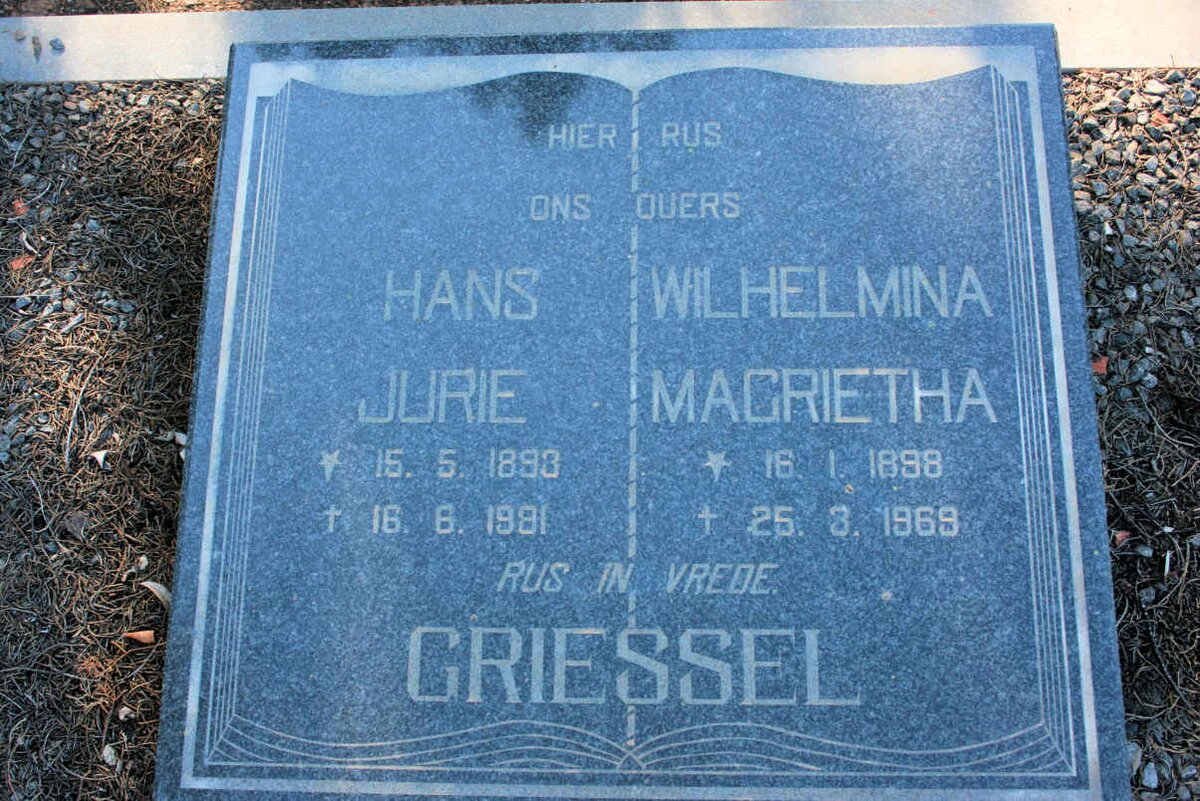 HIER RUS
ONS OUERS
HANS WILHELMINA
JURIE MAGRIETHA
15. 5. 1893 16. 1. 1898
† 16. 6. 1981 † 25. 3. 1969
RUS IN VREDE.
GRIESSEL